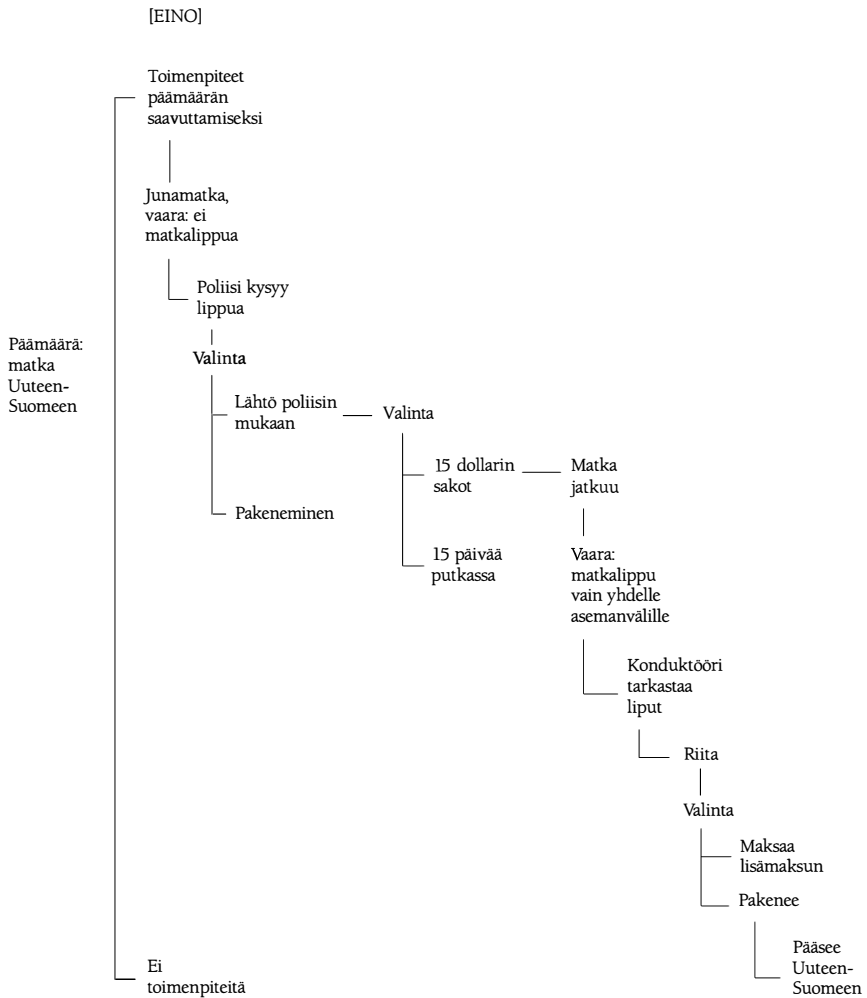 [EINO]
Toimenpiteet
päämäärän
saavuttamiseksi
Junamatka,
vaara: ei
matkalippua
Poliisi kysyy
lippua
Päämäärä:
matka
Uuteen-
Suomeen
Valinta
Lähtö poliisin
mukaan
Valinta
15 dollarin
sakot
Matka
jatkuu
Pakeneminen
15 päivää
putkassa
Vaara:
matkalippu
vain yhdelle
asemanvälille
Konduktööri
tarkastaa
liput
Riita
Valinta
Maksaa
lisämaksun
Pakenee
Pääsee
Uuteen-
Suomeen
Ei
toimenpiteitä